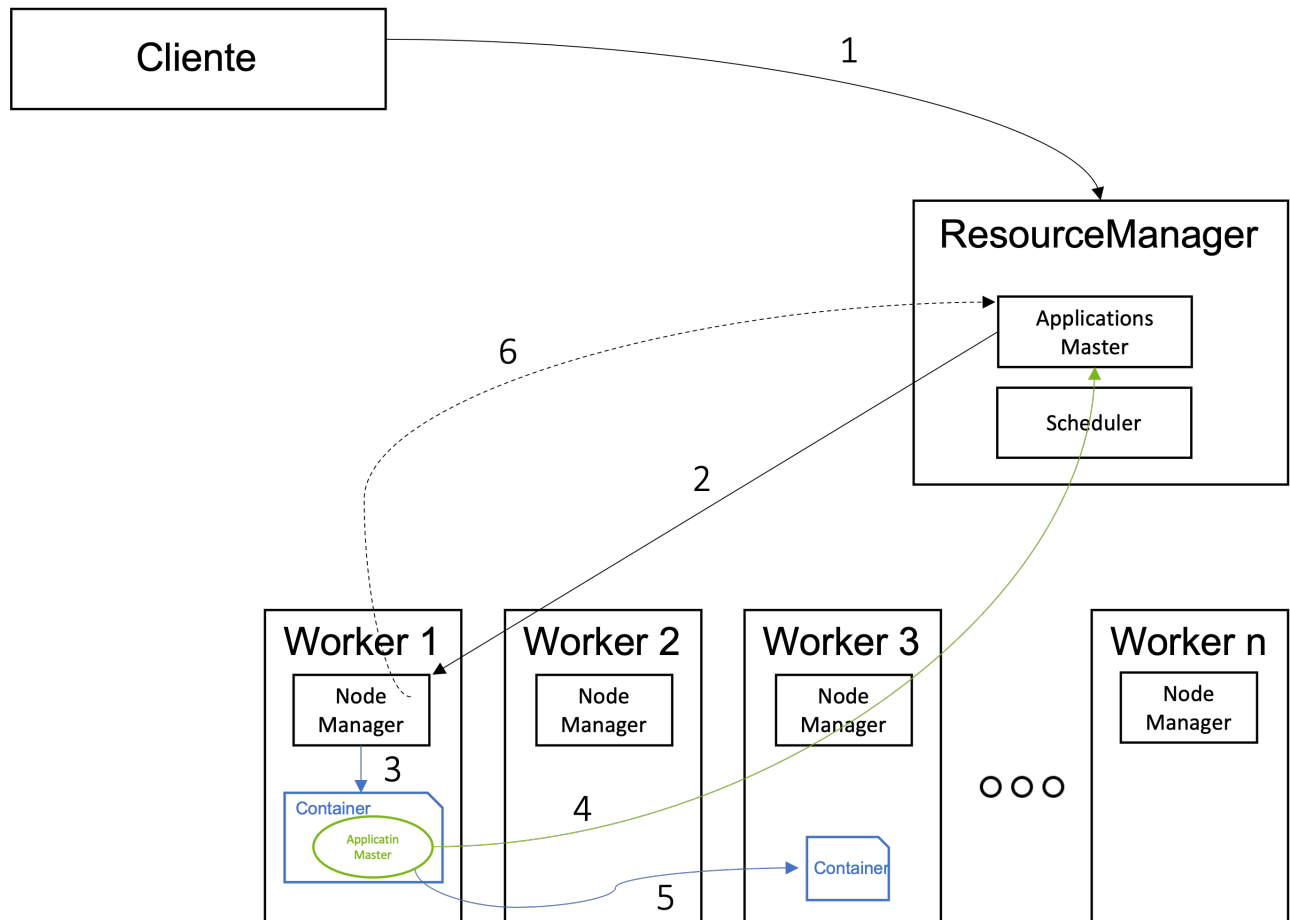 Cliente
1
ResourceManager
Applications
Master
6
Scheduler
2
Worker 1
Worker 2
Worker 3
Worker n
Node
Manager
Node
Manager
Node
Manager
Node
Manager
3
Container
Applicatin
Master
4
Container
5